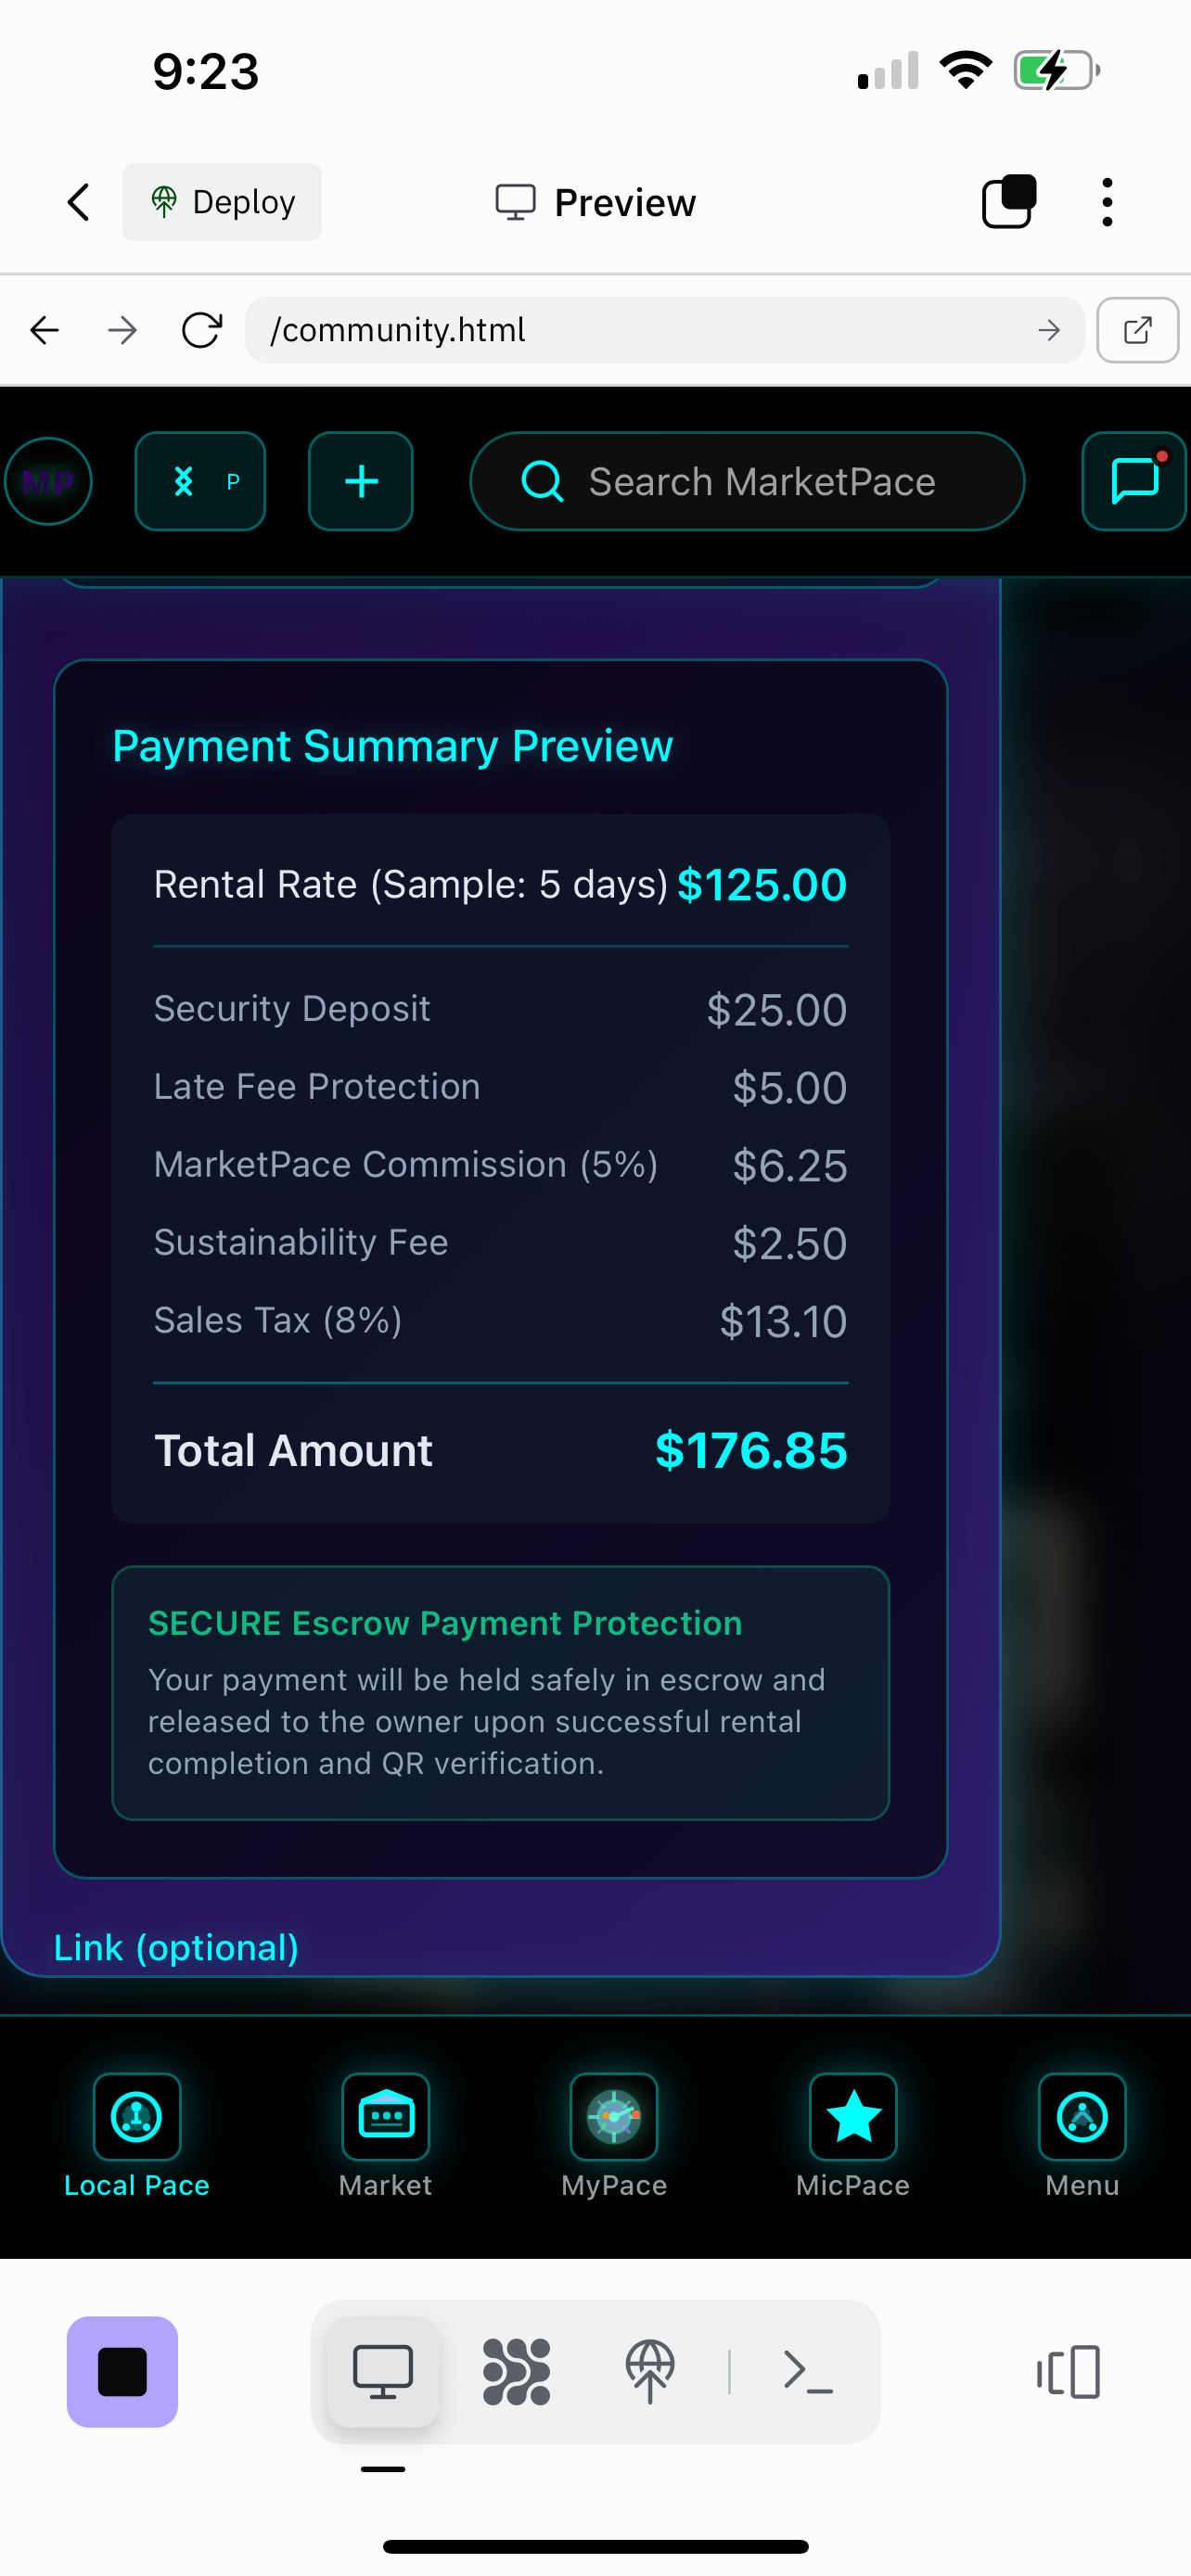 9:23
Deploy
Preview
/community.html
MP
P
Search MarketPace
Payment Summary Preview
Rental Rate (Sample: 5 days) $125.00
Security Deposit $25.00
Late Fee Protection $5.00
MarketPace Commission (5%) $6.25
Sustainability Fee $2.50
Sales Tax (8%) $13.10
Total Amount $176.85
SECURE Escrow Payment Protection
Your payment will be held safely in escrow and
released to the owner upon successful rental
completion and QR verification.
Link (optional)
Local Pace Market MyPace MicPace Menu